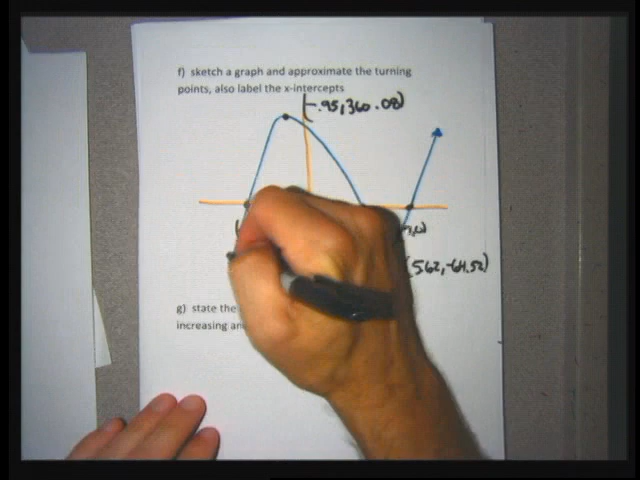 f) sketch a graph and approximate the turning
points, also label the x-intercepts
(-.95,360.08)
(5.62,-64.52)
g) state the
increasing an